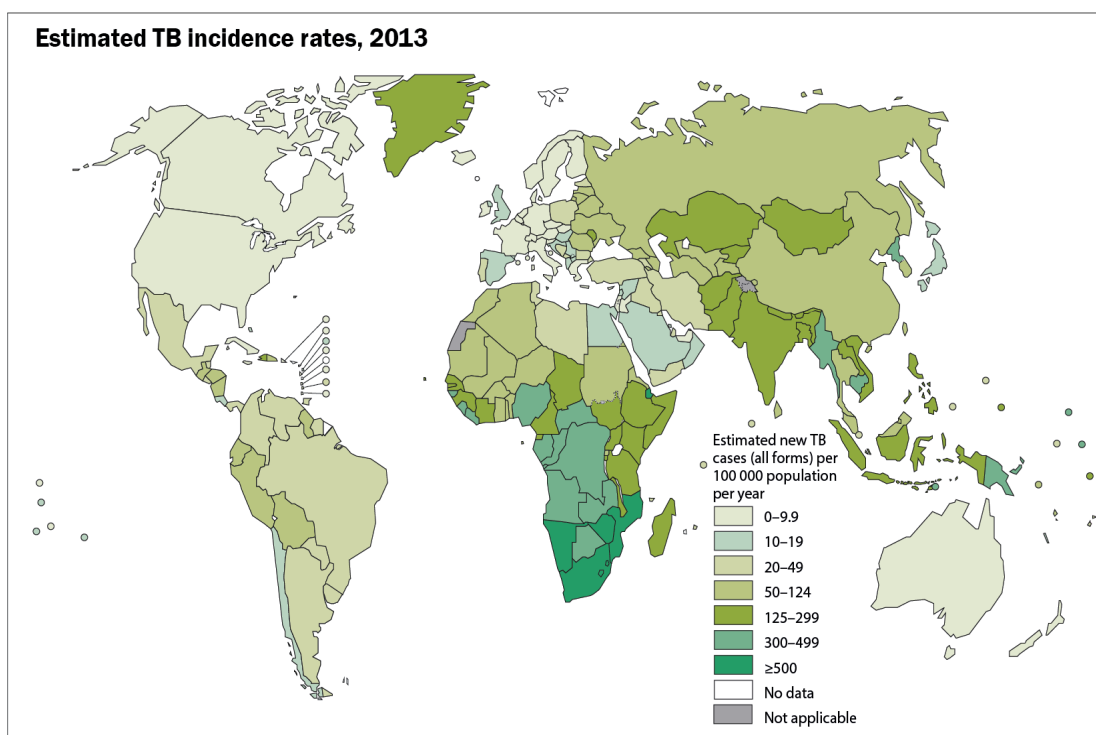 Estimated TB incidence rates, 2013
Estimated new TB
cases (all forms) per
100 000 population
per year
0–9.9
10–19
20–49
50–124
125–299
300–499
≥500
No data
Not applicable